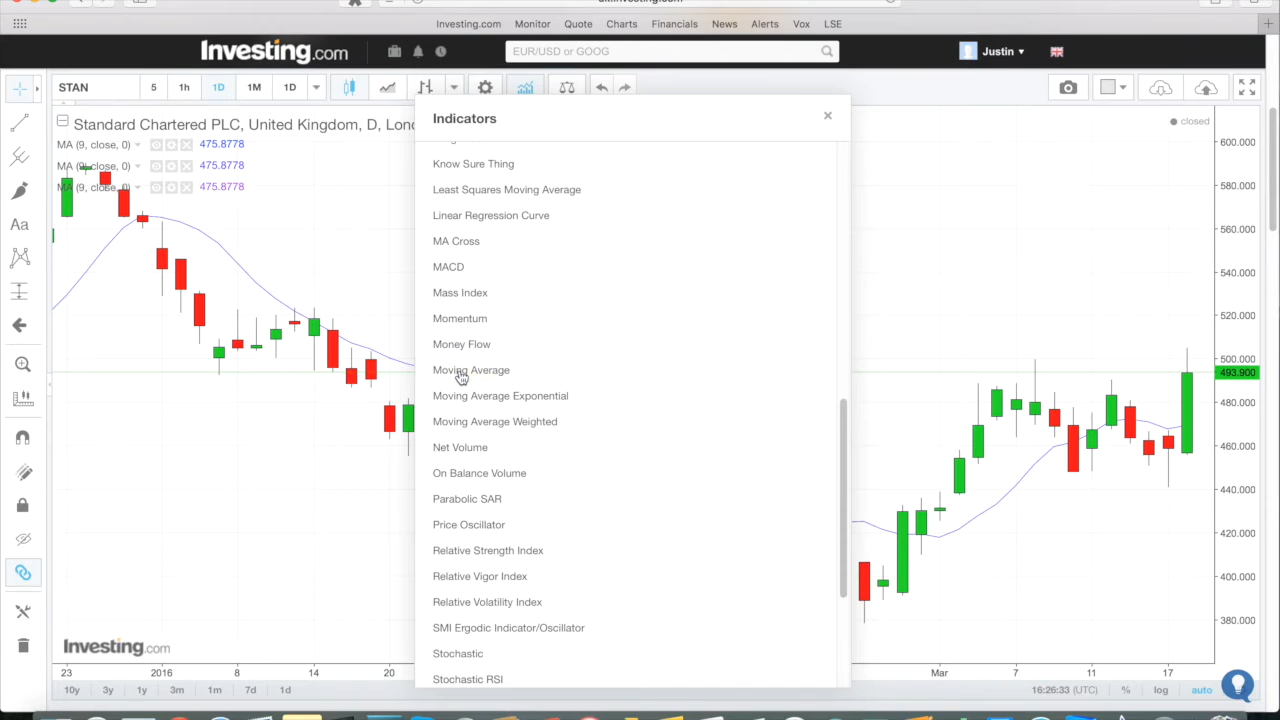 Investing.com Monitor Quote Charts Financials News Alerts Vox LSE
Investing.com EUR/USD or GOOG Justin
STAN 5 1h 1D 1M 1D
Standard Chartered PLC, United Kingdom, D, Lon
closed
MA (9, close, 0) 475.8778
MA (9, close, 0) 475.8778
MA (9, close, 0) 475.8778
Aa
Indicators
Know Sure Thing
Least Squares Moving Average
Linear Regression Curve
MA Cross
MACD
Mass Index
Momentum
Money Flow
Moving Average
Moving Average Exponential
Moving Average Weighted
Net Volume
On Balance Volume
Parabolic SAR
Price Oscillator
Relative Strength Index
Relative Vigor Index
Relative Volatility Index
SMI Ergodic Indicator/Oscillator
Stochastic
Stochastic RSI
600.000
580.000
560.000
540.000
520.000
500.000
493.900
480.000
460.000
440.000
420.000
400.000
380.000
Investing.com
23 2016 8 14 20 Mar 7 11 17
10y 3y 1y 3m 1m 7d 1d 16:26:33 (UTC) % log auto